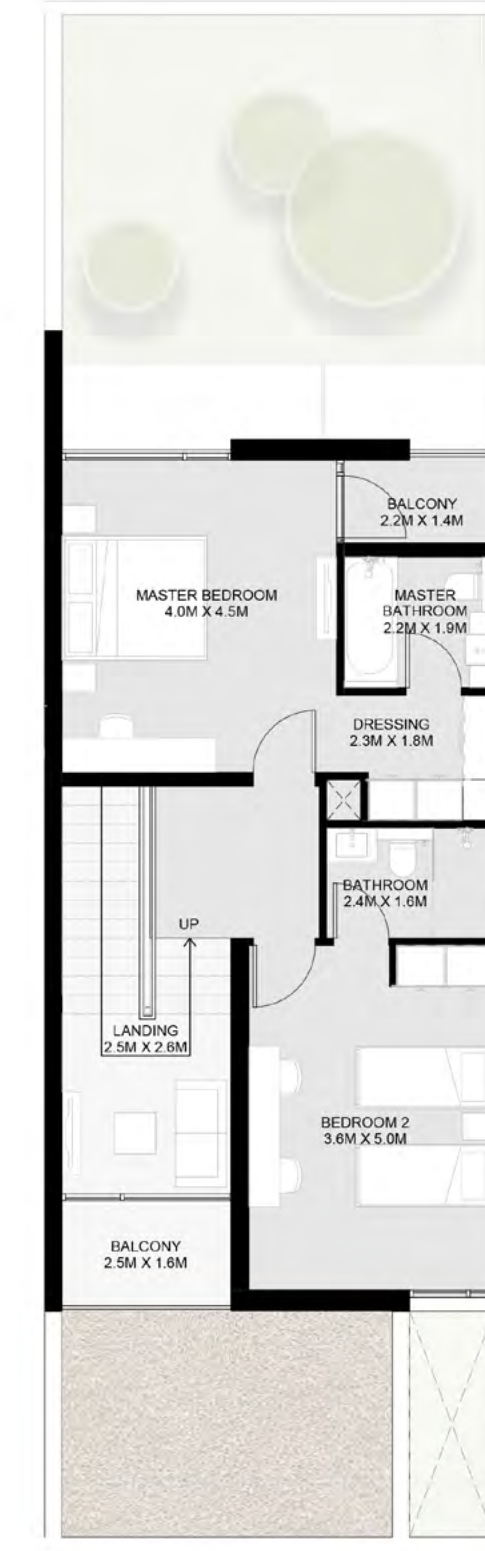 BALCONY
2.2M X 1.4M
MASTER BEDROOM
4.0M X 4.5M
MASTER
BATHROOM
2.2M X 1.9M
DRESSING
2.3M X 1.8M
BATHROOM
2.4M X 1.6M
UP
LANDING
2.5M X 2.6M
BEDROOM 2
3.6M X 5.0M
BALCONY
2.5M X 1.6M